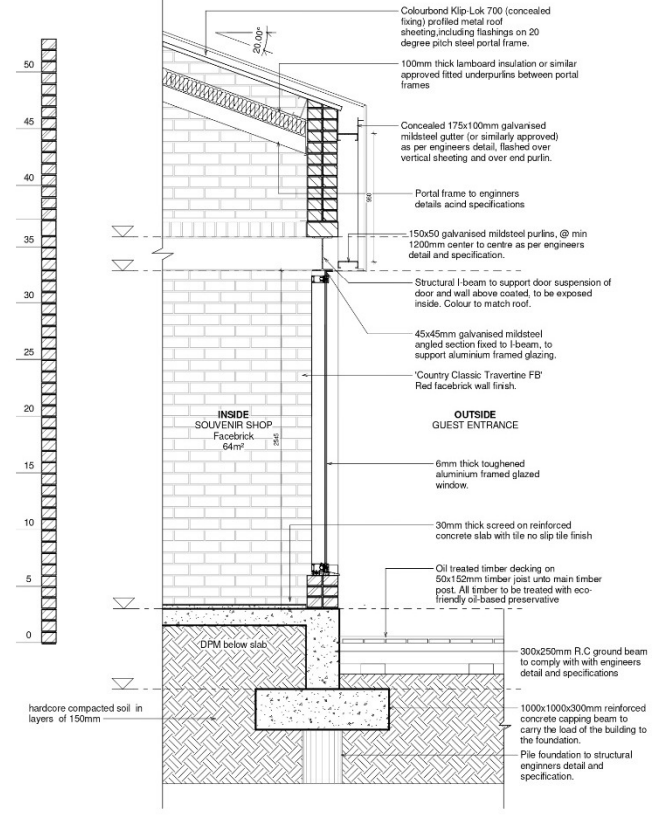 Colourbond Klip-Lok 700 (concealed
fixing) profiled metal roof
sheeting,including flashings on 20
degree pitch steel portal frame.
20.00°
100mm thick lamboard insulation or similar
approved fitted underpurlins between portal
frames
Concealed 175x100mm galvanised
mildsteel gutter (or similarly approved)
as per engineers detail, flashed over
vertical sheeting and over end purlin.
Portal frame to enginners
details acind specifications
150x50 galvanised mildsteel purlins, @ min
1200mm center to centre as per engineers
detail and specification.
Structural I-beam to support door suspension of
door and wall above coated, to be exposed
inside. Colour to match roof.
45x45mm galvanised mildsteel
angled section fixed to I-beam, to
support aluminium framed glazing.
'Country Classic Travertine FB'
Red facebrick wall finish.
INSIDE
SOUVENIR SHOP
Facebrick
64m²
2545
OUTSIDE
GUEST ENTRANCE
6mm thick toughened
aluminium framed glazed
window.
30mm thick screed on reinforced
concrete slab with tile no slip tile finish
Oil treated timber decking on
50x152mm timber joist unto main timber
post. All timber to be treated with eco-
friendly oil-based preservative
DPM below slab
300x250mm R.C ground beam
to comply with with engineers
detail and specifications
hardcore compacted soil in
layers of 150mm
1000x1000x300mm reinforced
concrete capping beam to
carry the load of the building to
the foundation.
Pile foundation to structural
enginners detail and
specification.
50
45
40
35
30
25
20
15
10
5
0